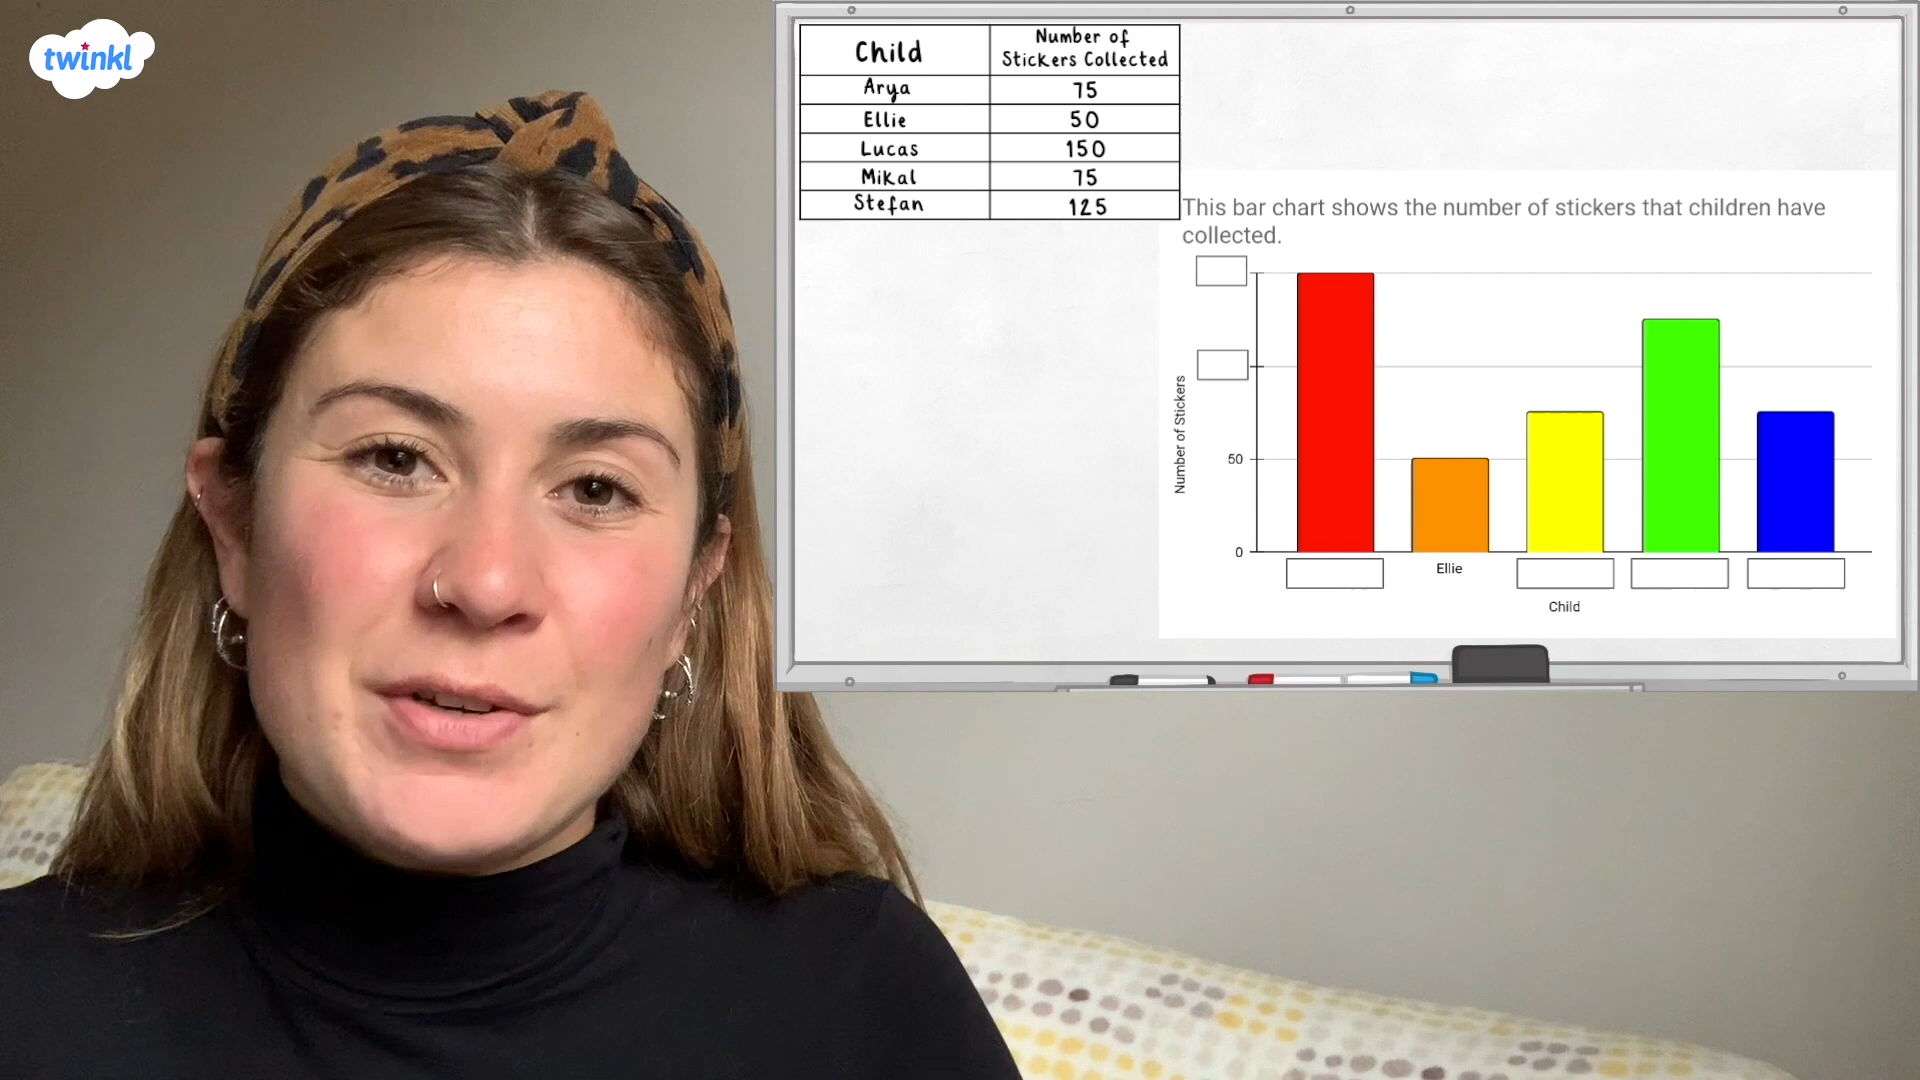 twinkl
Child
Number of
Stickers Collected
Arya 75
Ellie 50
Lucas 150
Mikal 75
Stefan 125
This bar chart shows the number of stickers that children have
collected.
Number of Stickers
50
0
Ellie
Child